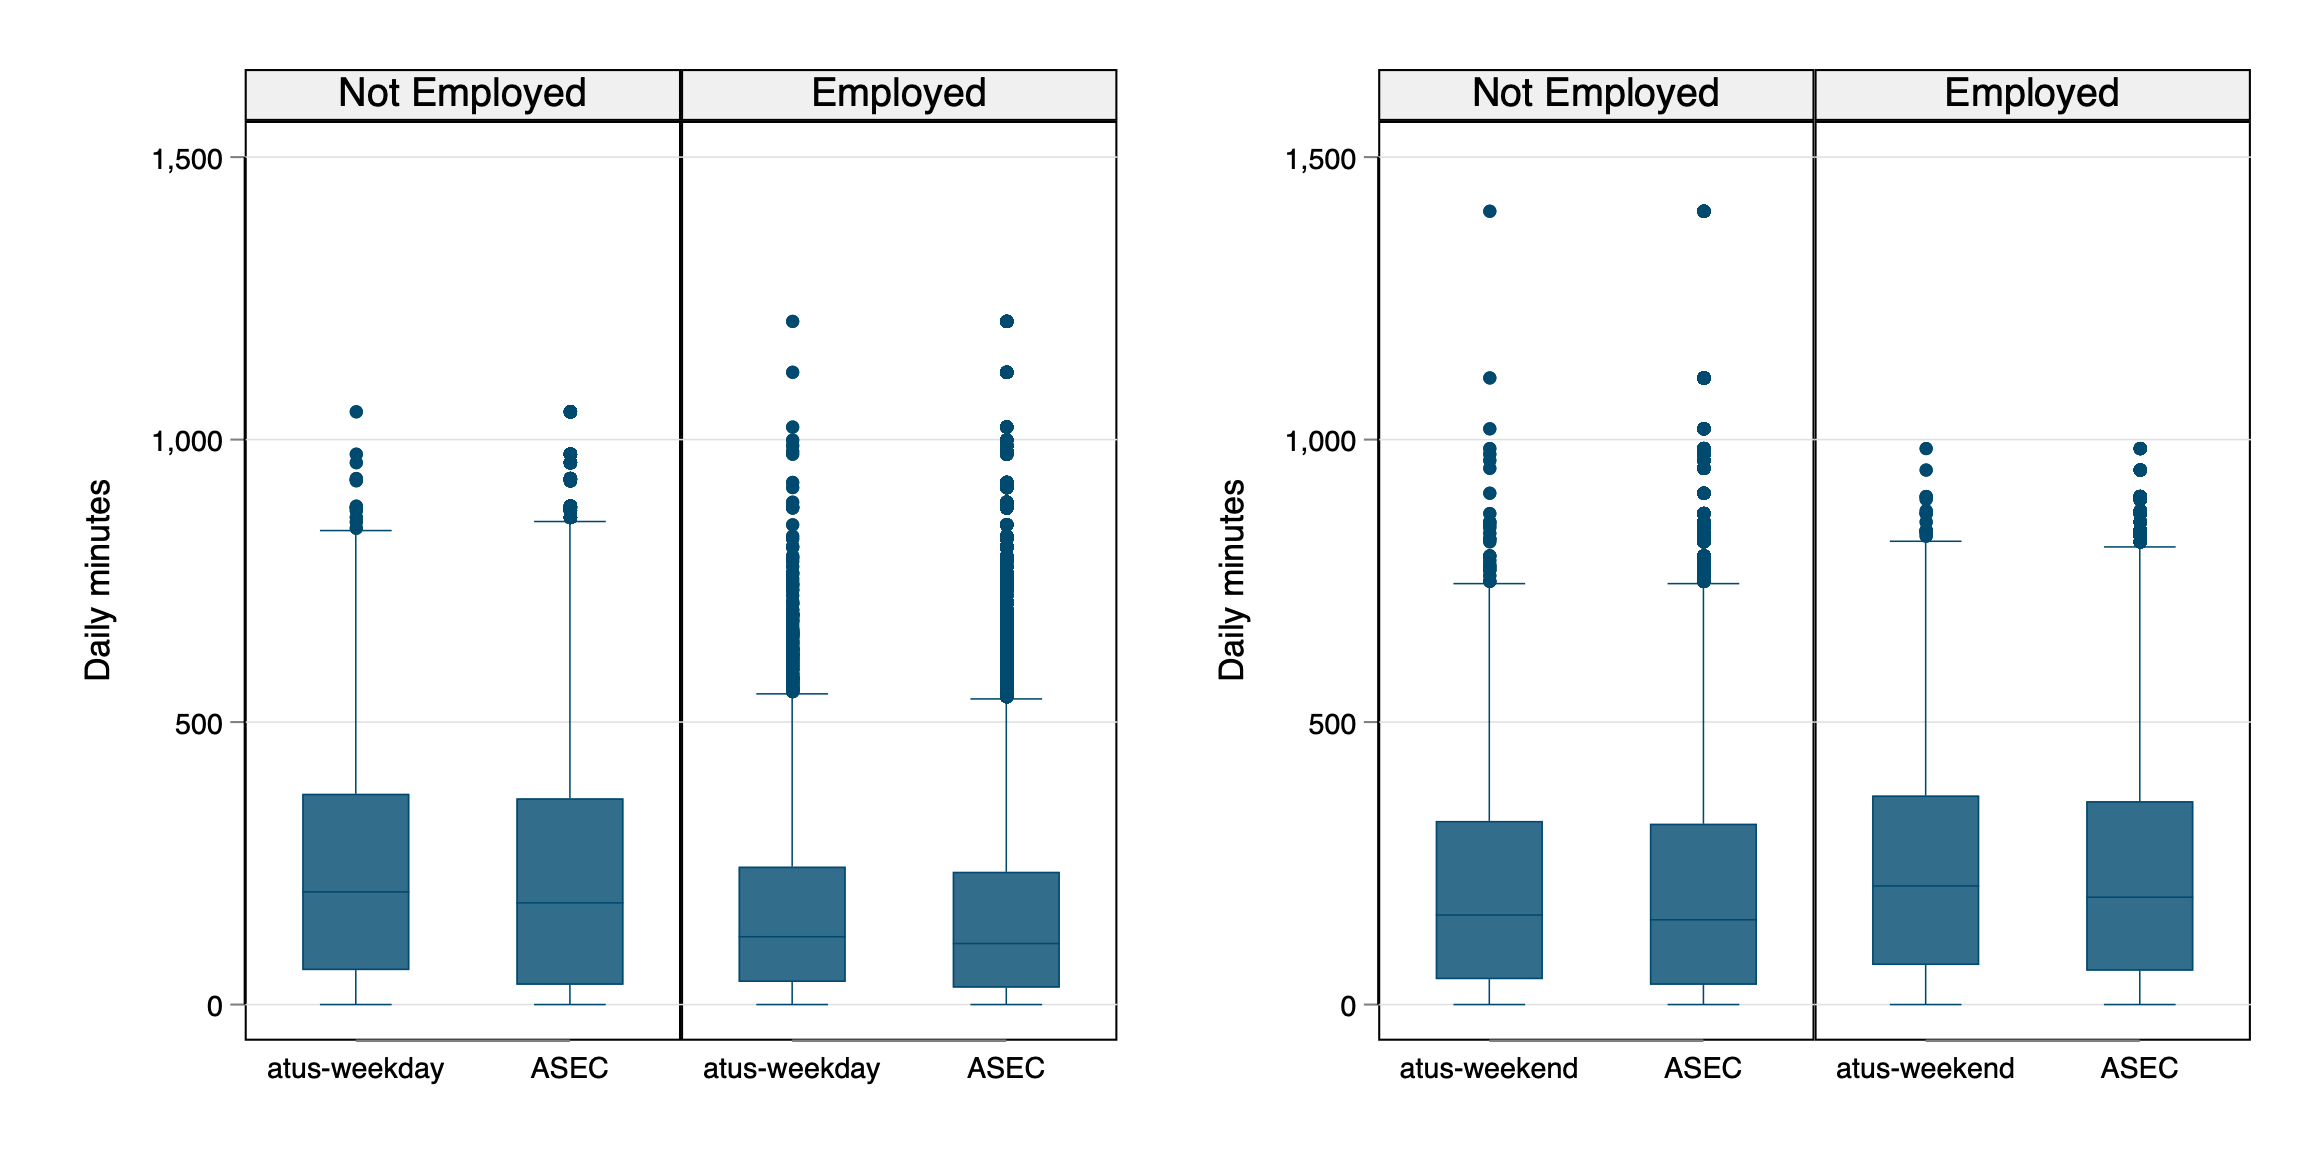 Not Employed
Employed
1,500
1,000
500
0
Daily minutes
atus-weekday
ASEC
atus-weekday
ASEC
Not Employed
Employed
1,500
1,000
500
0
Daily minutes
atus-weekend
ASEC
atus-weekend
ASEC